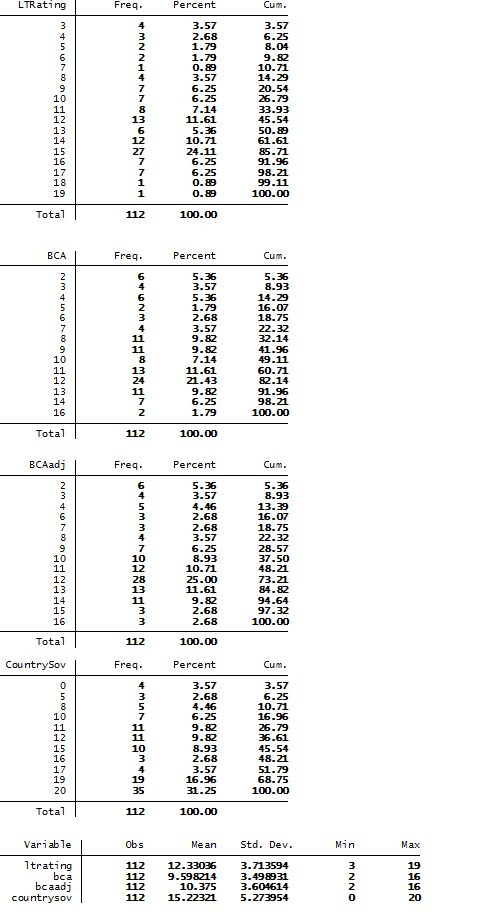 LTRating Freq. Percent Cum.
3 4 3.57 3.57
4 3 2.68 6.25
5 2 1.79 8.04
6 2 1.79 9.82
7 1 0.89 10.71
8 4 3.57 14.29
9 7 6.25 20.54
10 7 6.25 26.79
11 8 7.14 33.93
12 13 11.61 45.54
13 6 5.36 50.89
14 12 10.71 61.61
15 27 24.11 85.71
16 7 6.25 91.96
17 7 6.25 98.21
18 1 0.89 99.11
19 1 0.89 100.00
Total 112 100.00
BCA Freq. Percent Cum.
2 6 5.36 5.36
3 4 3.57 8.93
4 6 5.36 14.29
5 2 1.79 16.07
6 3 2.68 18.75
7 4 3.57 22.32
8 11 9.82 32.14
9 11 9.82 41.96
10 8 7.14 49.11
11 13 11.61 60.71
12 24 21.43 82.14
13 11 9.82 91.96
14 7 6.25 98.21
16 2 1.79 100.00
Total 112 100.00
BCAadj Freq. Percent Cum.
2 6 5.36 5.36
3 4 3.57 8.93
4 5 4.46 13.39
6 3 2.68 16.07
7 3 2.68 18.75
8 4 3.57 22.32
9 7 6.25 28.57
10 10 8.93 37.50
11 12 10.71 48.21
12 28 25.00 73.21
13 13 11.61 84.82
14 11 9.82 94.64
15 3 2.68 97.32
16 3 2.68 100.00
Total 112 100.00
CountrySov Freq. Percent Cum.
0 4 3.57 3.57
5 3 2.68 6.25
8 5 4.46 10.71
10 7 6.25 16.96
11 11 9.82 26.79
12 11 9.82 36.61
15 10 8.93 45.54
16 3 2.68 48.21
17 4 3.57 51.79
19 19 16.96 68.75
20 35 31.25 100.00
Total 112 100.00
Variable Obs Mean Std. Dev. Min Max
ltrating 112 12.33036 3.713594 3 19
bca 112 9.598214 3.498931 2 16
bcaadj 112 10.375 3.604614 2 16
countrysov 112 15.22321 5.273954 0 20